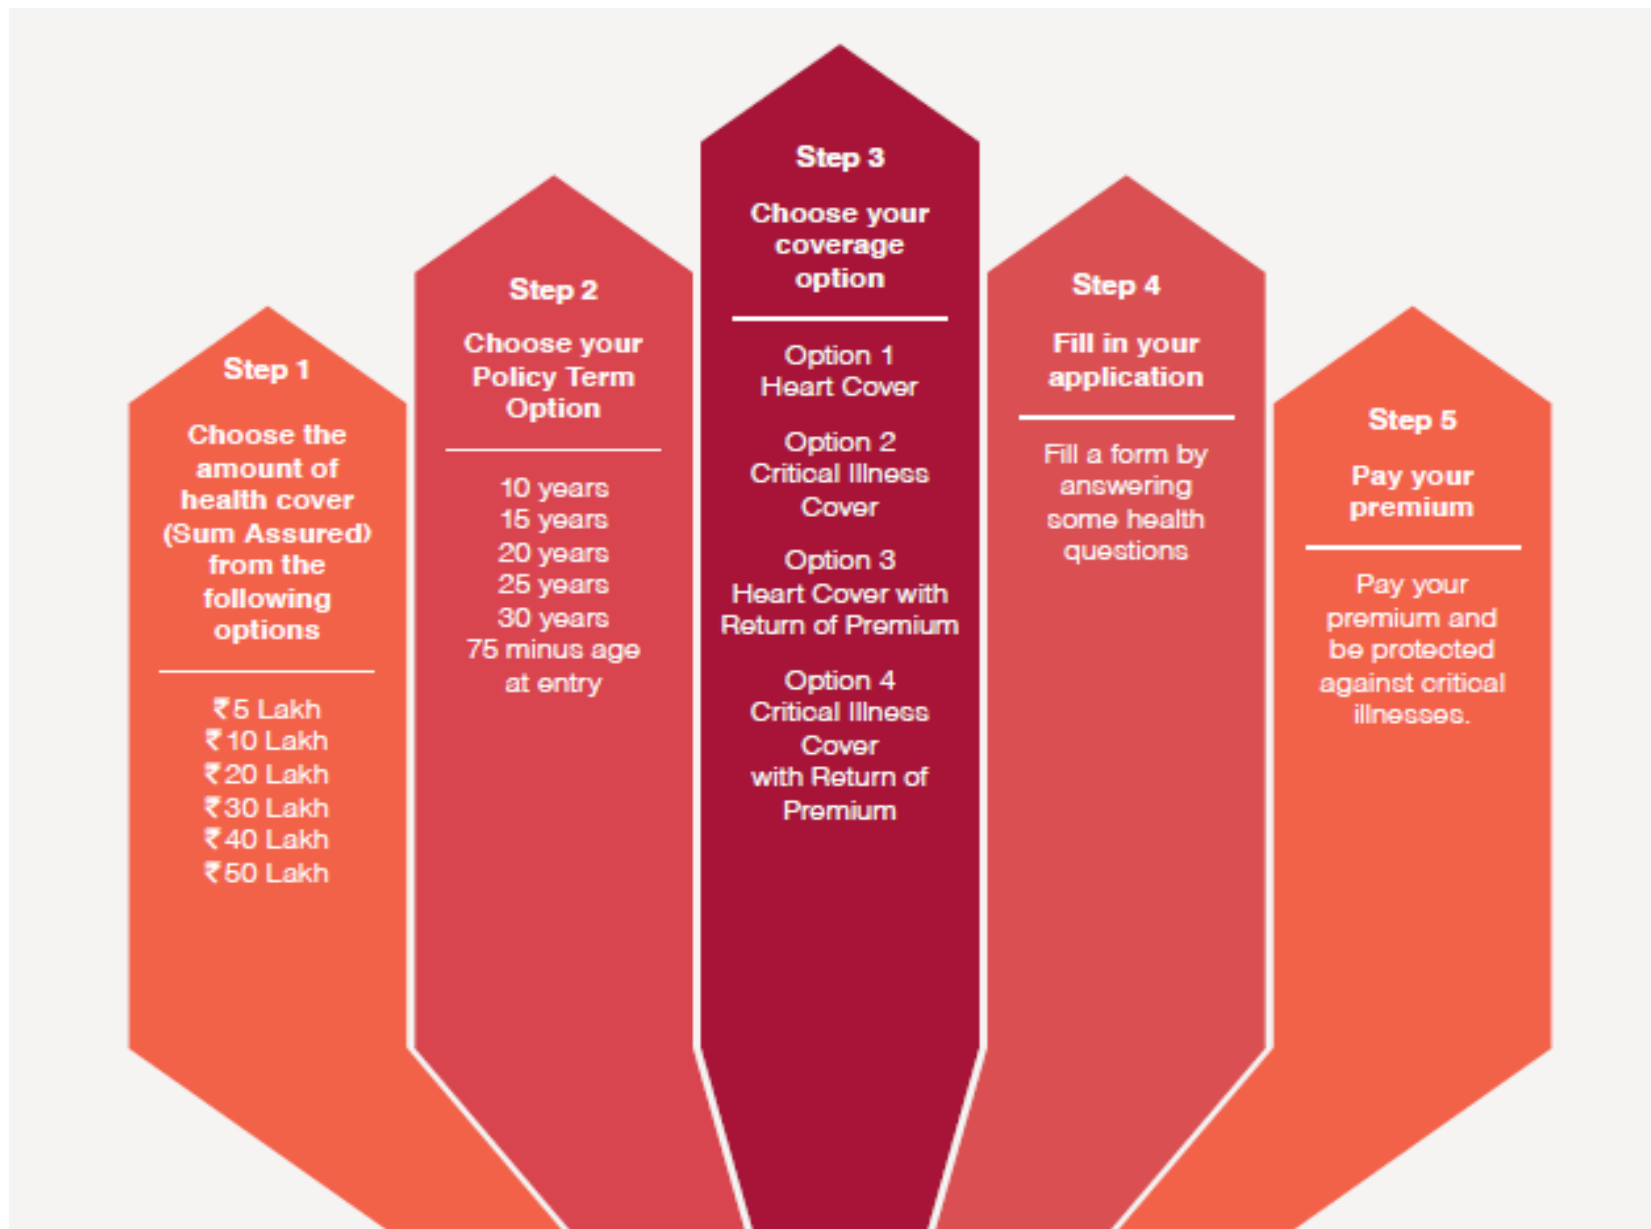 Step 1
Choose the
amount of
health cover
(Sum Assured)
from the
following
options
₹5 Lakh
₹10 Lakh
₹20 Lakh
₹30 Lakh
₹40 Lakh
₹50 Lakh
Step 2
Choose your
Policy Term
Option
10 years
15 years
20 years
25 years
30 years
75 minus age
at entry
Step 3
Choose your
coverage
option
Option 1
Heart Cover
Option 2
Critical Illness
Cover
Option 3
Heart Cover with
Return of Premium
Option 4
Critical Illness
Cover
with Return of
Premium
Step 4
Fill in your
application
Fill a form by
answering
some health
questions
Step 5
Pay your
premium
Pay your
premium and
be protected
against critical
illnesses.